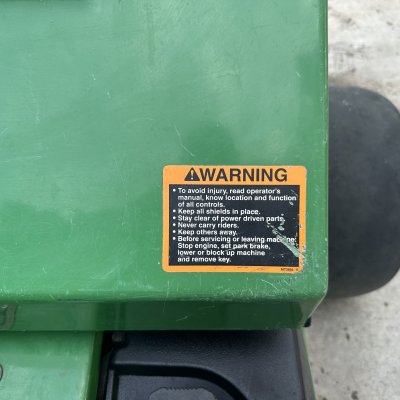 ⚠WARNING
• To avoid injury, read operator's
manual, know location and function
of all controls.
• Keep all shields in place.
• Stay clear of power driven parts.
• Never carry riders.
• Keep others away.
• Before servicing or leaving machine:
Stop engine, set park brake,
lower or block up machine
and remove key.